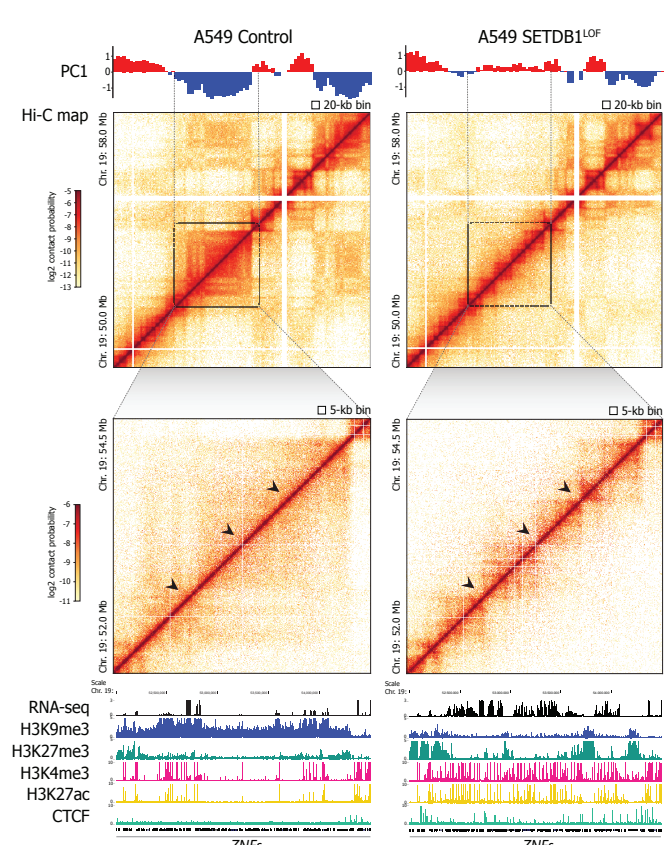 A549 Control
A549 SETDB1LOF
PC1
1
0
-1
1
0
-1
20-kb bin
20-kb bin
Hi-C map
Chr. 19: 50.0 Mb
Chr. 19: 58.0 Mb
Chr. 19: 50.0 Mb
Chr. 19: 58.0 Mb
log2 contact probability
-5
-6
-7
-8
-9
-10
-11
-12
-13
5-kb bin
5-kb bin
Chr. 19: 52.0 Mb
Chr. 19: 54.5 Mb
Chr. 19: 52.0 Mb
Chr. 19: 54.5 Mb
log2 contact probability
-6
-7
-8
-9
-10
-11
Scale
Chr. 19:
Scale
Chr. 19:
RNA-seq
H3K9me3
H3K27me3
H3K4me3
H3K27ac
CTCF
ZNFs
ZNFs